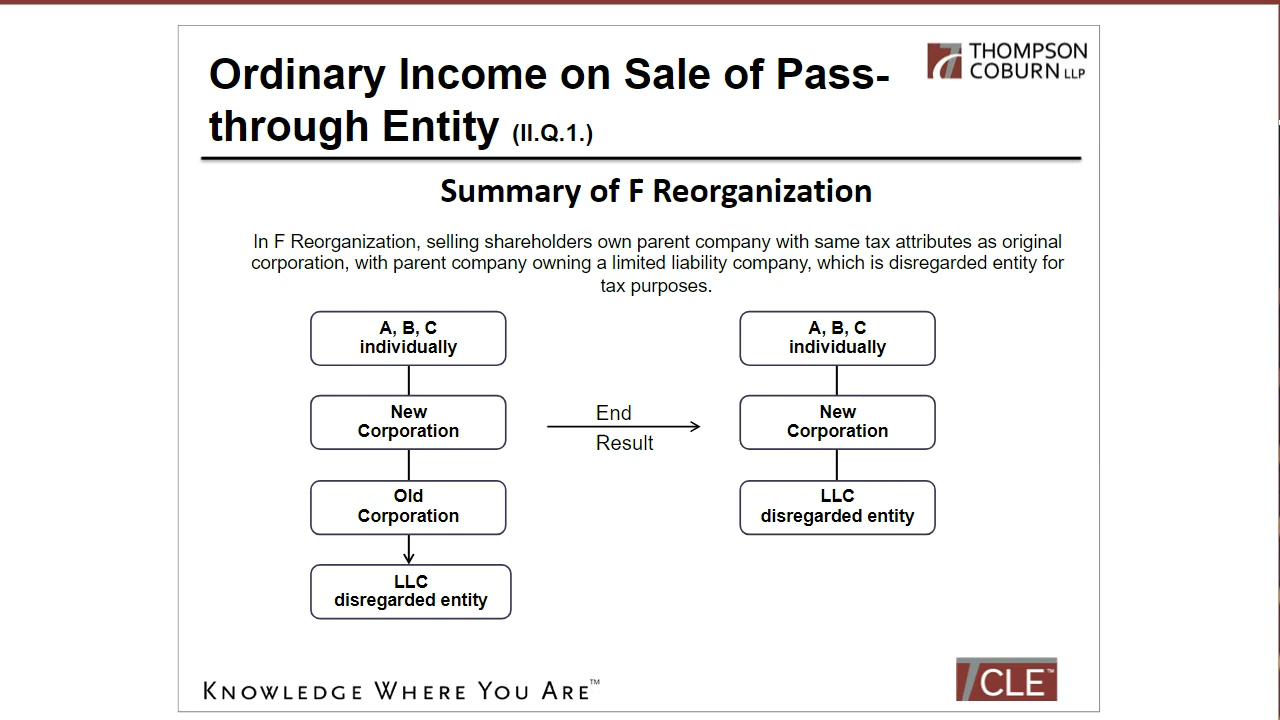 Ordinary Income on Sale of Pass-
through Entity (II.Q.1.)
THOMPSON
COBURN LLP
Summary of F Reorganization
In F Reorganization, selling shareholders own parent company with same tax attributes as original
corporation, with parent company owning a limited liability company, which is disregarded entity for
tax purposes.
A, B, C
individually
New
Corporation
Old
Corporation
LLC
disregarded entity
End
Result
A, B, C
individually
New
Corporation
LLC
disregarded entity
KNOWLEDGE WHERE YOU ARE™
TCLE™